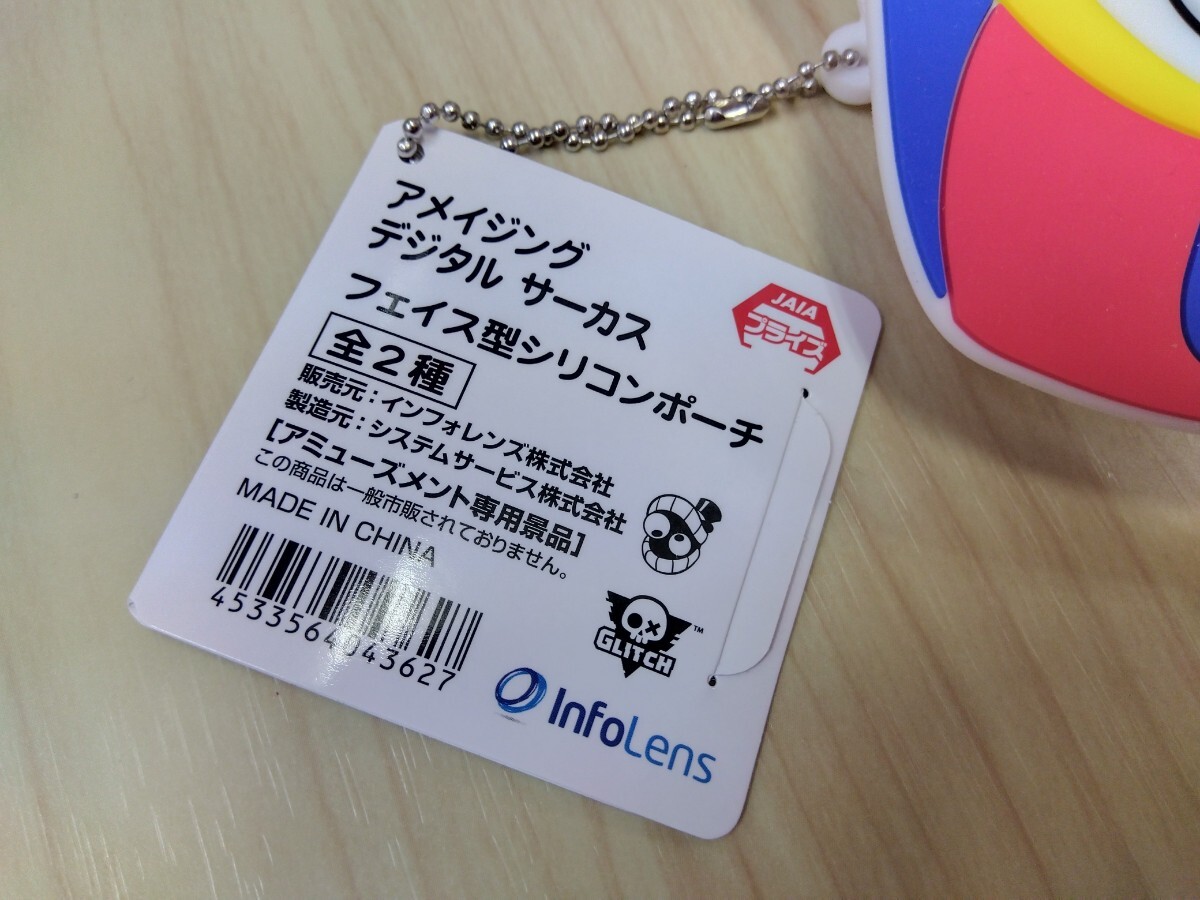 アメイジング
デジタル サーカス
フェイス型シリコンポーチ
全2種
販売元:インフォレンズ株式会社
製造元:システムサービス株式会社
[アミューズメント専用景品]
この商品は一般市販されておりません。
MADE IN CHINA
4533564043627
JAIA
プライズ
GLITCH™
InfoLens